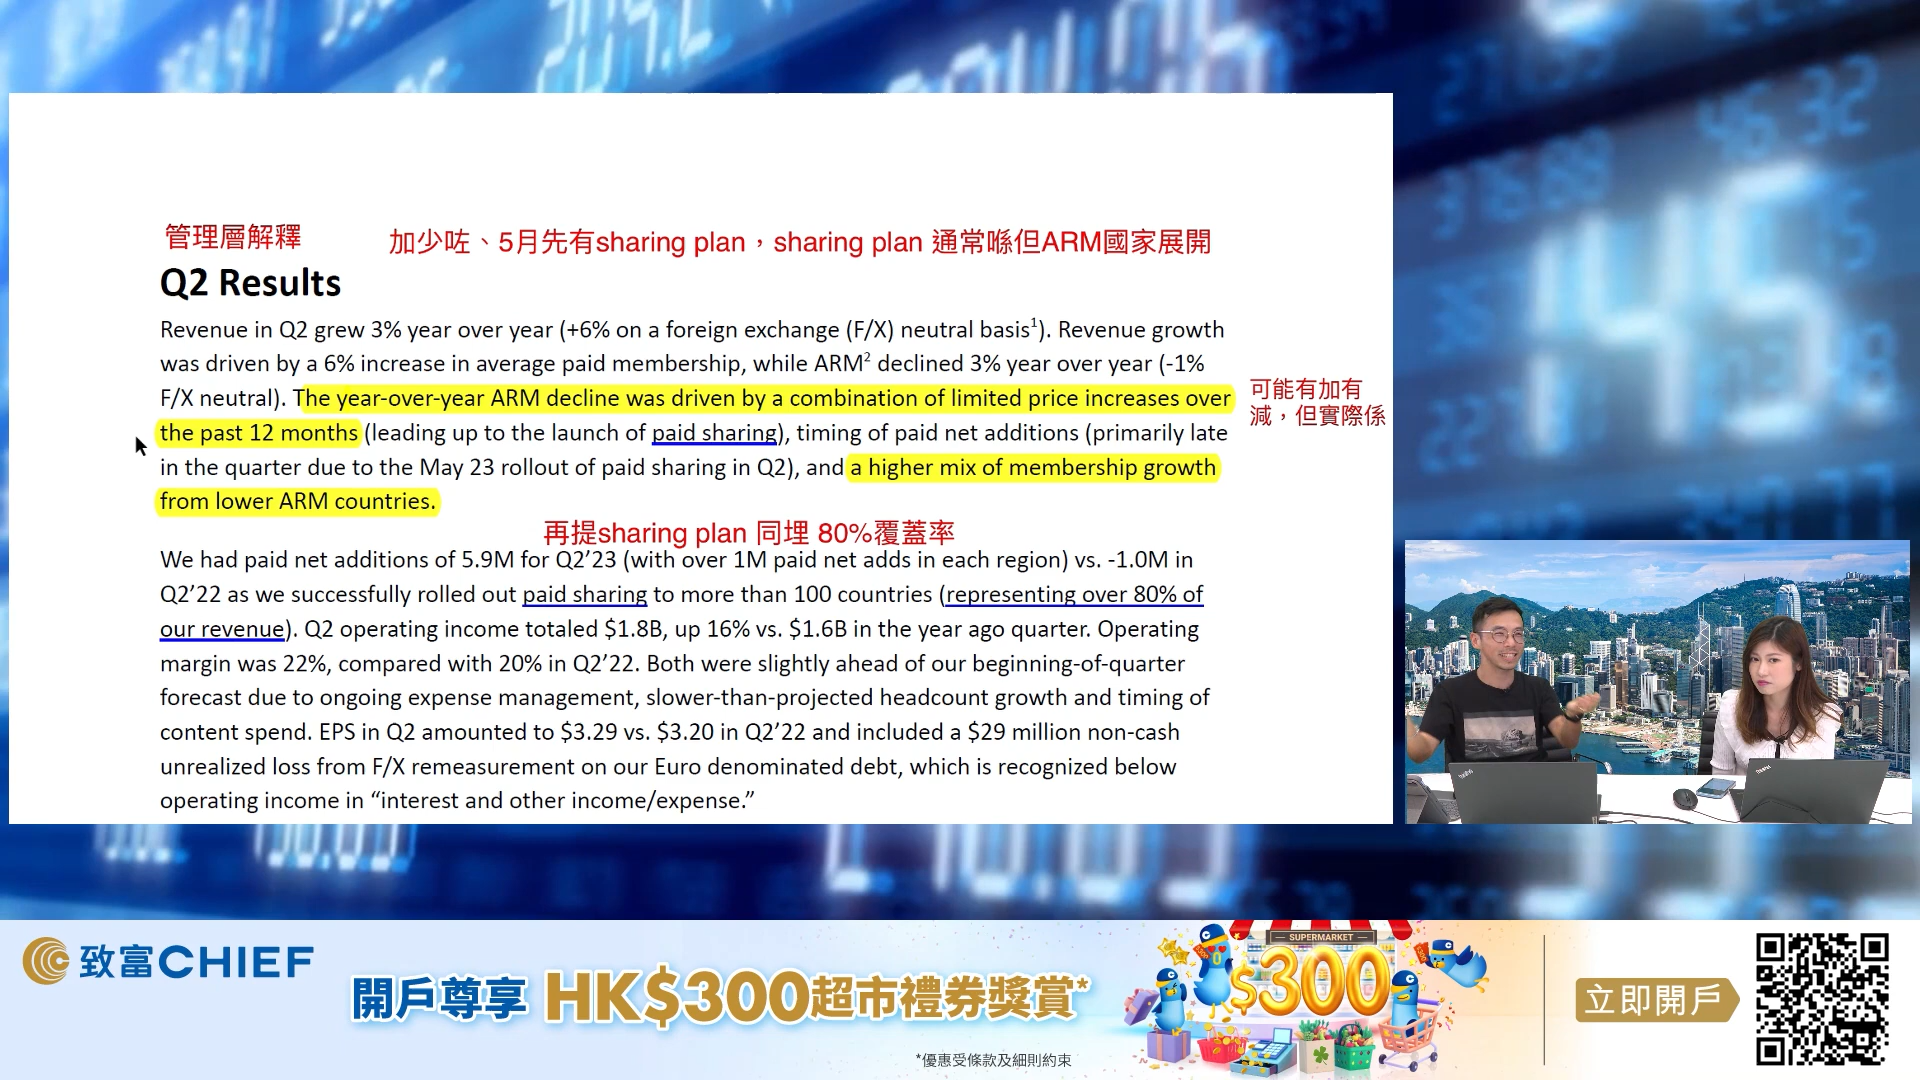 管理層解釋
加少咗、5月先有sharing plan，sharing plan 通常喺但ARM國家展開
Q2 Results
Revenue in Q2 grew 3% year over year (+6% on a foreign exchange (F/X) neutral basis1). Revenue growth
was driven by a 6% increase in average paid membership, while ARM2 declined 3% year over year (-1%
F/X neutral). The year-over-year ARM decline was driven by a combination of limited price increases over
the past 12 months (leading up to the launch of paid sharing), timing of paid net additions (primarily late
in the quarter due to the May 23 rollout of paid sharing in Q2), and a higher mix of membership growth
from lower ARM countries.
可能有加有
減，但實際係
再提sharing plan 同埋 80%覆蓋率
We had paid net additions of 5.9M for Q2’23 (with over 1M paid net adds in each region) vs. -1.0M in
Q2’22 as we successfully rolled out paid sharing to more than 100 countries (representing over 80% of
our revenue). Q2 operating income totaled $1.8B, up 16% vs. $1.6B in the year ago quarter. Operating
margin was 22%, compared with 20% in Q2’22. Both were slightly ahead of our beginning-of-quarter
forecast due to ongoing expense management, slower-than-projected headcount growth and timing of
content spend. EPS in Q2 amounted to $3.29 vs. $3.20 in Q2’22 and included a $29 million non-cash
unrealized loss from F/X remeasurement on our Euro denominated debt, which is recognized below
operating income in “interest and other income/expense.”
致富CHIEF
開戶尊享 HK$300超市禮券獎賞*
*優惠受條款及細則約束
SUPERMARKET
$300
立即開戶